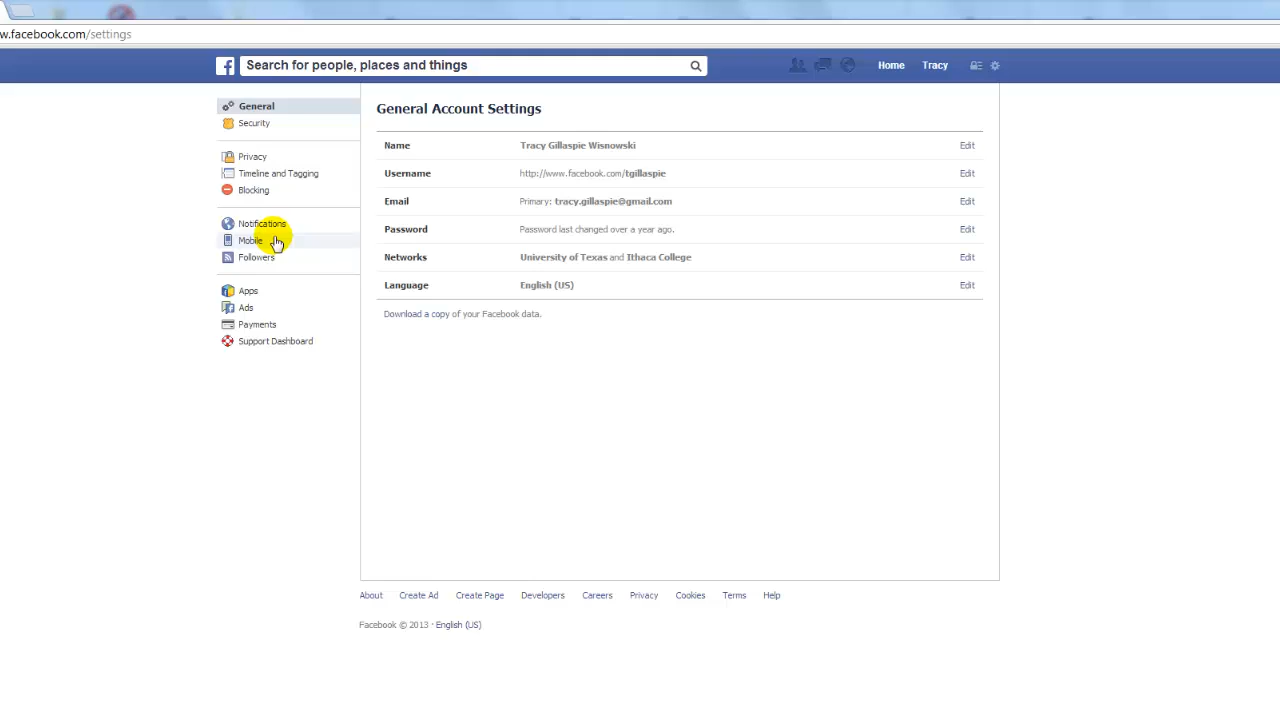 w.facebook.com/settings
Search for people, places and things
Home
Tracy
General
Security
Privacy
Timeline and Tagging
Blocking
Notifications
Mobile
Followers
Apps
Ads
Payments
Support Dashboard
General Account Settings
Name Tracy Gillaspie Wisnowski Edit
Username http://www.facebook.com/tgillaspie Edit
Email Primary: tracy.gillaspie@gmail.com Edit
Password Password last changed over a year ago. Edit
Networks University of Texas and Ithaca College Edit
Language English (US) Edit
Download a copy of your Facebook data.
About Create Ad Create Page Developers Careers Privacy Cookies Terms Help
Facebook © 2013 · English (US)